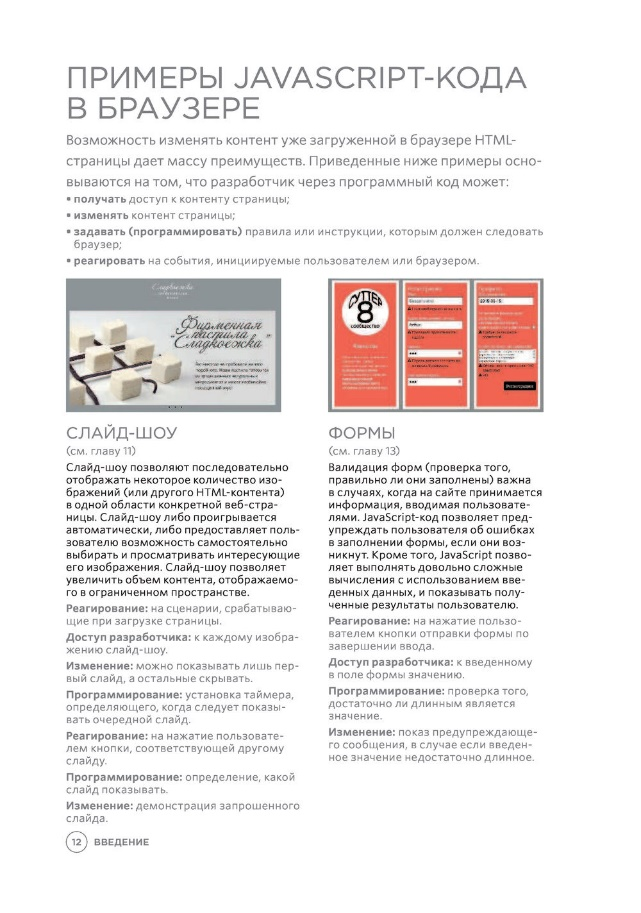 ПРИМЕРЫ JAVASCRIPT-КОДА
В БРАУЗЕРЕ
Возможность изменять контент уже загруженной в браузере HTML-
страницы дает массу преимуществ. Приведенные ниже примеры осно-
вываются на том, что разработчик через программный код может:
• получать доступ к контенту страницы;
• изменять контент страницы;
• задавать (программировать) правила или инструкции, которым должен следовать
браузер;
• реагировать на события, инициируемые пользователем или браузером.
Сладкоежка
Фирменная
пастила
Сладкоежка
СУППЕР
8
сообщество
СЛАЙД-ШОУ
(см. главу 11)
Слайд-шоу позволяют последовательно
отображать некоторое количество изо-
бражений (или другого HTML-контента)
в одной области конкретной веб-стра-
ницы. Слайд-шоу либо проигрывается
автоматически, либо предоставляет поль-
зователю возможность самостоятельно
выбирать и просматривать интересующие
его изображения. Слайд-шоу позволяет
увеличить объем контента, отображаемо-
го в ограниченном пространстве.
Реагирование: на сценарии, срабатываю-
щие при загрузке страницы.
Доступ разработчика: к каждому изобра-
жению слайд-шоу.
Изменение: можно показывать лишь пер-
вый слайд, а остальные скрывать.
Программирование: установка таймера,
определяющего, когда следует показы-
вать очередной слайд.
Реагирование: на нажатие пользовате-
лем кнопки, соответствующей другому
слайду.
Программирование: определение, какой
слайд показывать.
Изменение: демонстрация запрошенного
слайда.
ФОРМЫ
(см. главу 13)
Валидация форм (проверка того,
правильно ли они заполнены) важна
в случаях, когда на сайте принимается
информация, вводимая пользовате-
лями. JavaScript-код позволяет пред-
упреждать пользователя об ошибках
в заполнении формы, если они воз-
никнут. Кроме того, JavaScript позво-
ляет выполнять довольно сложные
вычисления с использованием вве-
денных данных, и показывать полу-
ченные результаты пользователю.
Реагирование: на нажатие пользо-
вателем кнопки отправки формы по
завершении ввода.
Доступ разработчика: к введенному
в поле формы значению.
Программирование: проверка того,
достаточно ли длинным является
значение.
Изменение: показ предупреждающе-
го сообщения, в случае если введен-
ное значение недостаточно длинное.
12 ВВЕДЕНИЕ